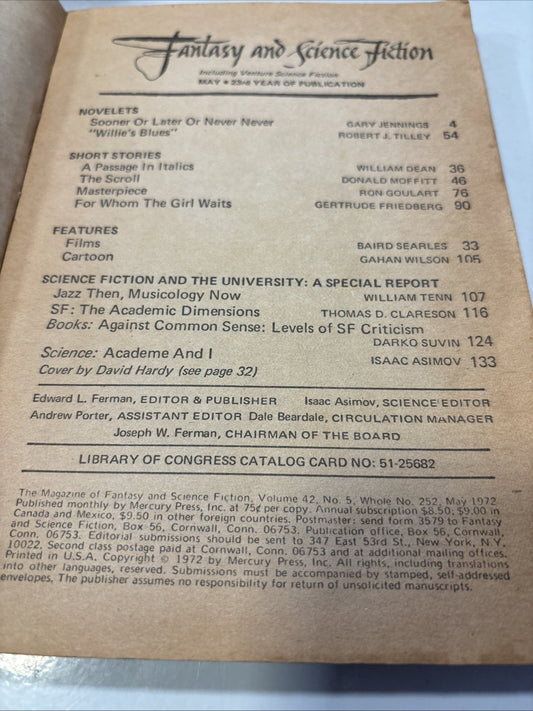 Fantasy and Science Fiction
Including Venture Science Fiction
MAY • 23rd YEAR OF PUBLICATION
NOVELETS
Sooner Or Later Or Never Never GARY JENNINGS 4
"Willie's Blues" ROBERT J. TILLEY 54
SHORT STORIES
A Passage In Italics WILLIAM DEAN 36
The Scroll DONALD MOFFITT 46
Masterpiece RON GOULART 76
For Whom The Girl Waits GERTRUDE FRIEDBERG 90
FEATURES
Films BAIRD SEARLES 33
Cartoon GAHAN WILSON 105
SCIENCE FICTION AND THE UNIVERSITY: A SPECIAL REPORT
Jazz Then, Musicology Now WILLIAM TENN 107
SF: The Academic Dimensions THOMAS D. CLARESON 116
Books: Against Common Sense: Levels of SF Criticism
DARKO SUVIN 124
Science: Academe And I ISAAC ASIMOV 133
Cover by David Hardy (see page 32)
Edward L. Ferman, EDITOR & PUBLISHER Isaac Asimov, SCIENCE EDITOR
Andrew Porter, ASSISTANT EDITOR Dale Beardale, CIRCULATION MANAGER
Joseph W. Ferman, CHAIRMAN OF THE BOARD
LIBRARY OF CONGRESS CATALOG CARD NO: 51-25682
The Magazine of Fantasy and Science Fiction, Volume 42, No. 5, Whole No. 252, May 1972
Published monthly by Mercury Press, Inc. at 75¢ per copy. Annual subscription $8.50; $9.00 in
Canada and Mexico, $9.50 in other foreign countries. Postmaster: send form 3579 to Fantasy
and Science Fiction, Box 56, Cornwall, Conn. 06753. Publication office, Box 56, Cornwall,
Conn. 06753. Editorial submissions should be sent to 347 East 53rd St., New York, N.Y.
10022. Second class postage paid at Cornwall, Conn. 06753 and at additional mailing offices.
Printed in U.S.A. Copyright © 1972 by Mercury Press, Inc. All rights, including translations
into other languages, reserved. Submissions must be accompanied by stamped, self-addressed
envelopes, The publisher assumes no responsibility for return of unsolicited manuscripts.